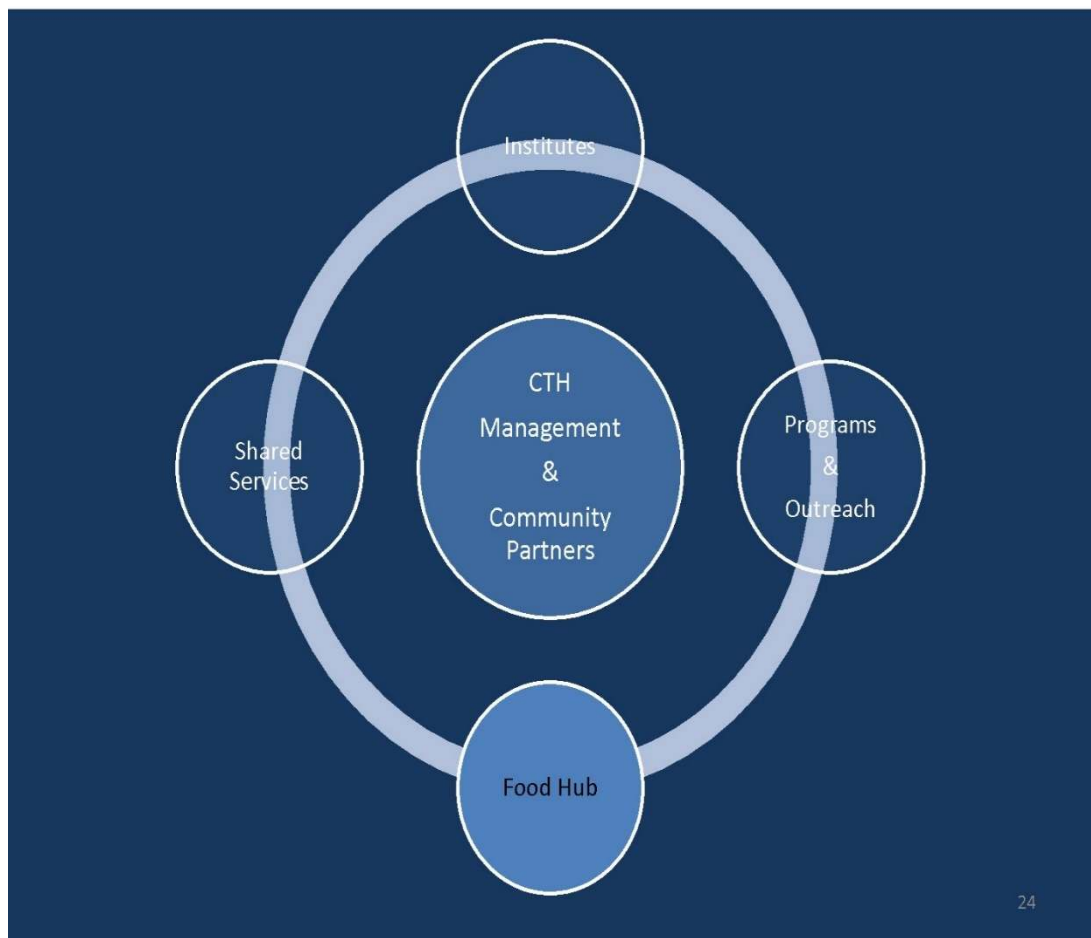 Institutes
CTH
Management
&
Community
Partners
Shared
Services
Programs
&
Outreach
Food Hub
24